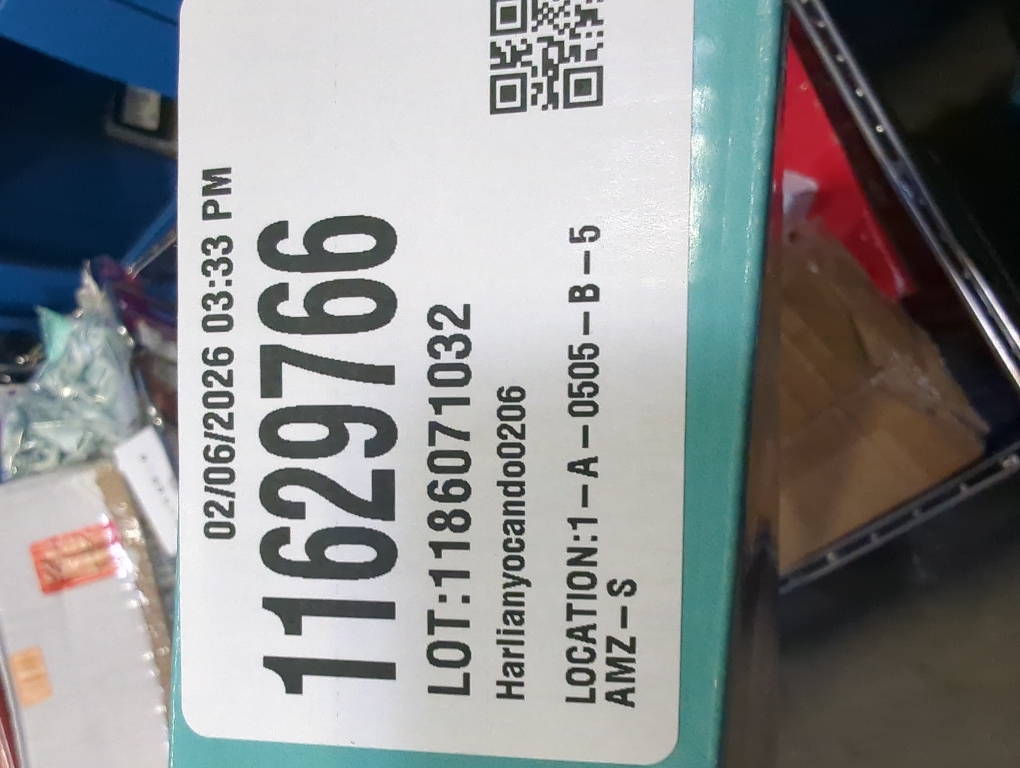 02/06/2026 03:33 PM
11629766
LOT:1186071032
Harlianyocando0206
LOCATION:1-A-0505-B-5
AMZ-S